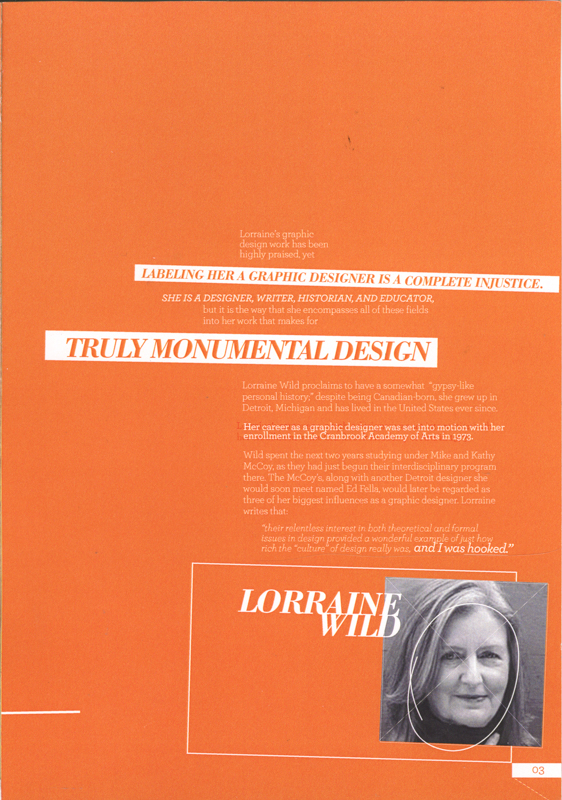 Lorraine's graphic
design work has been
highly praised, yet
LABELING HER A GRAPHIC DESIGNER IS A COMPLETE INJUSTICE.
SHE IS A DESIGNER, WRITER, HISTORIAN, AND EDUCATOR,
but it is the way that she encompasses all of these fields
into her work that makes for
TRULY MONUMENTAL DESIGN
Lorraine Wild proclaims to have a somewhat "gypsy-like
personal history;" despite being Canadian-born, she grew up in
Detroit, Michigan and has lived in the United States ever since.
Her career as a graphic designer was set into motion with her
enrollment in the Cranbrook Academy of Arts in 1973.
Wild spent the next two years studying under Mike and Kathy
McCoy, as they had just begun their interdisciplinary program
there. The McCoy's, along with another Detroit designer she
would soon meet named Ed Fella, would later be regarded as
three of her biggest influences as a graphic designer. Lorraine
writes that:
"their relentless interest in both theoretical and formal
issues in design provided a wonderful example of just how
rich the "culture" of design really was, and I was hooked."
LORRAINE
WILD
03